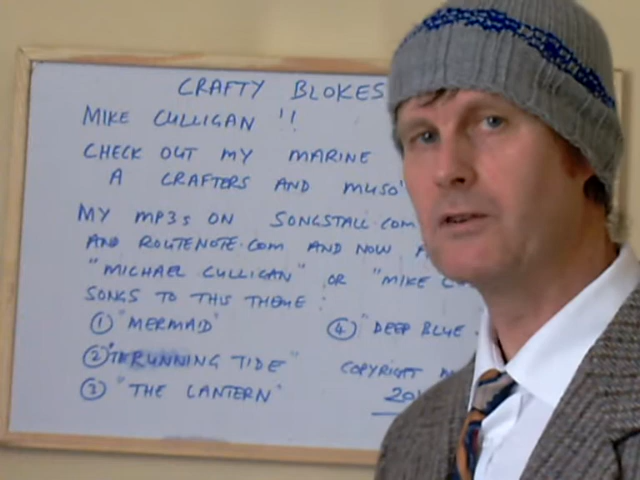 CRAFTY BLOKES
MIKE CULLIGAN '!
CHECK OUT MY MARINE
A CRAFTERS AND MUSO'
MY MP3s ON SONGSTALL.COM
AND ROUTENOTE.COM AND NOW
"MICHAEL CULLIGAN" OR "MIKE
SONGS TO THIS THEME :
① "MERMAID" ④ "DEEP BLUE
② RUNNING TIDE" COPYRIGHT
③ "THE LANTERN"